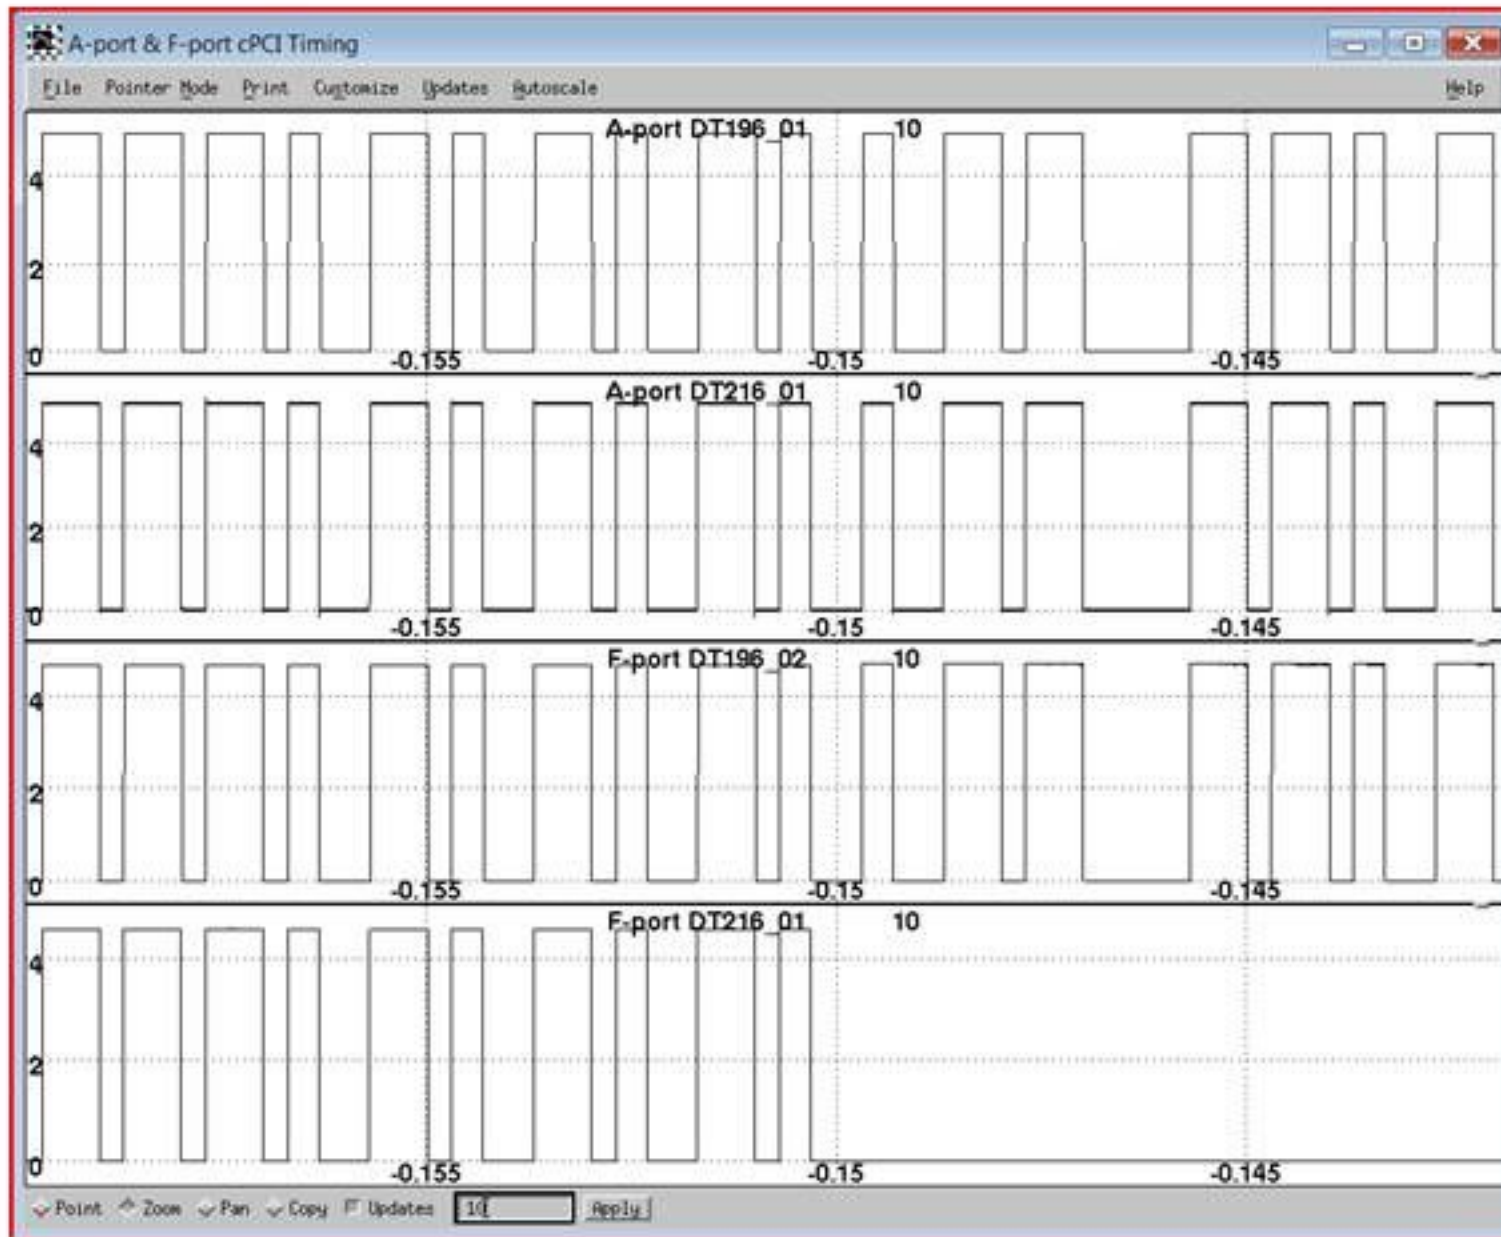 A-port & F-port cPCI Timing
File Pointer Mode Print Customize Updates Autoscale Help
A-port DT196_01 10
4
2
0 -0.155 -0.15 -0.145
A-port DT216_01 10
4
2
0 -0.155 -0.15 -0.145
F-port DT196_02 10
4
2
0 -0.155 -0.15 -0.145
F-port DT216_01 10
4
2
0 -0.155 -0.15 -0.145
Point Zoom Pan Copy Updates 10 Apply